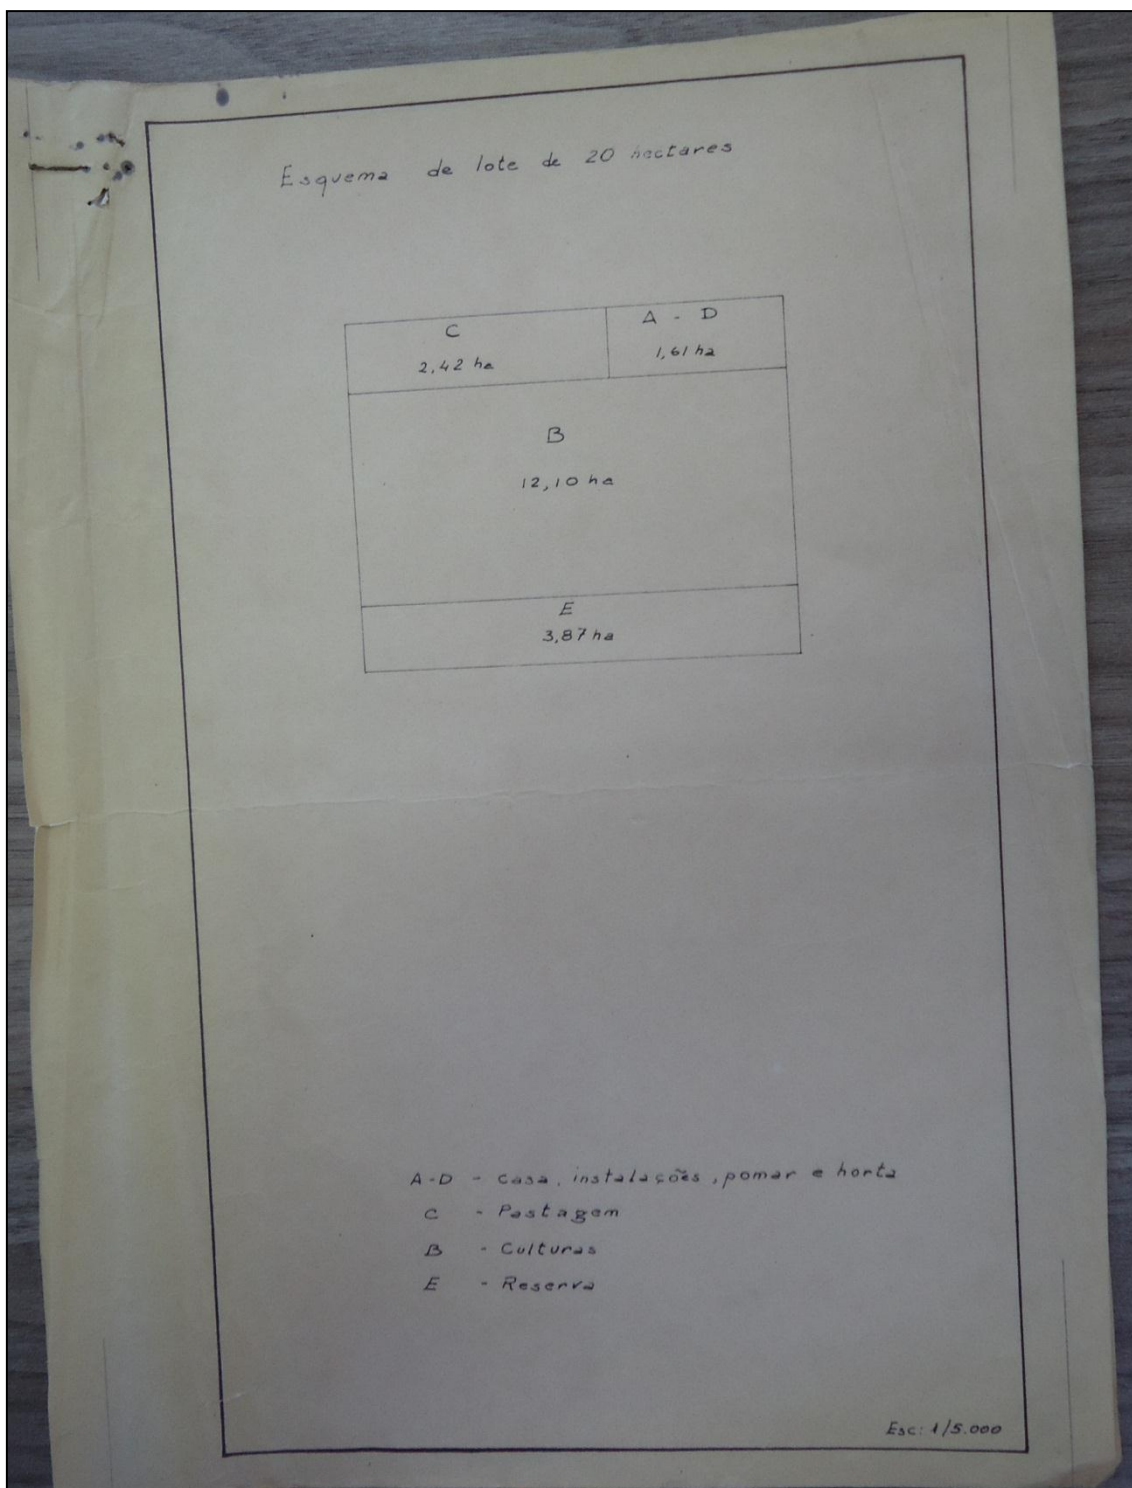 Esquema de lote de 20 hectares
C
2,42 ha
A - D
1,61 ha
B
12,10 ha
E
3,87 ha
A-D - Casa, instalações, pomar e horta
C - Pastagem
B - Culturas
E - Reserva
Esc: 1/5.000